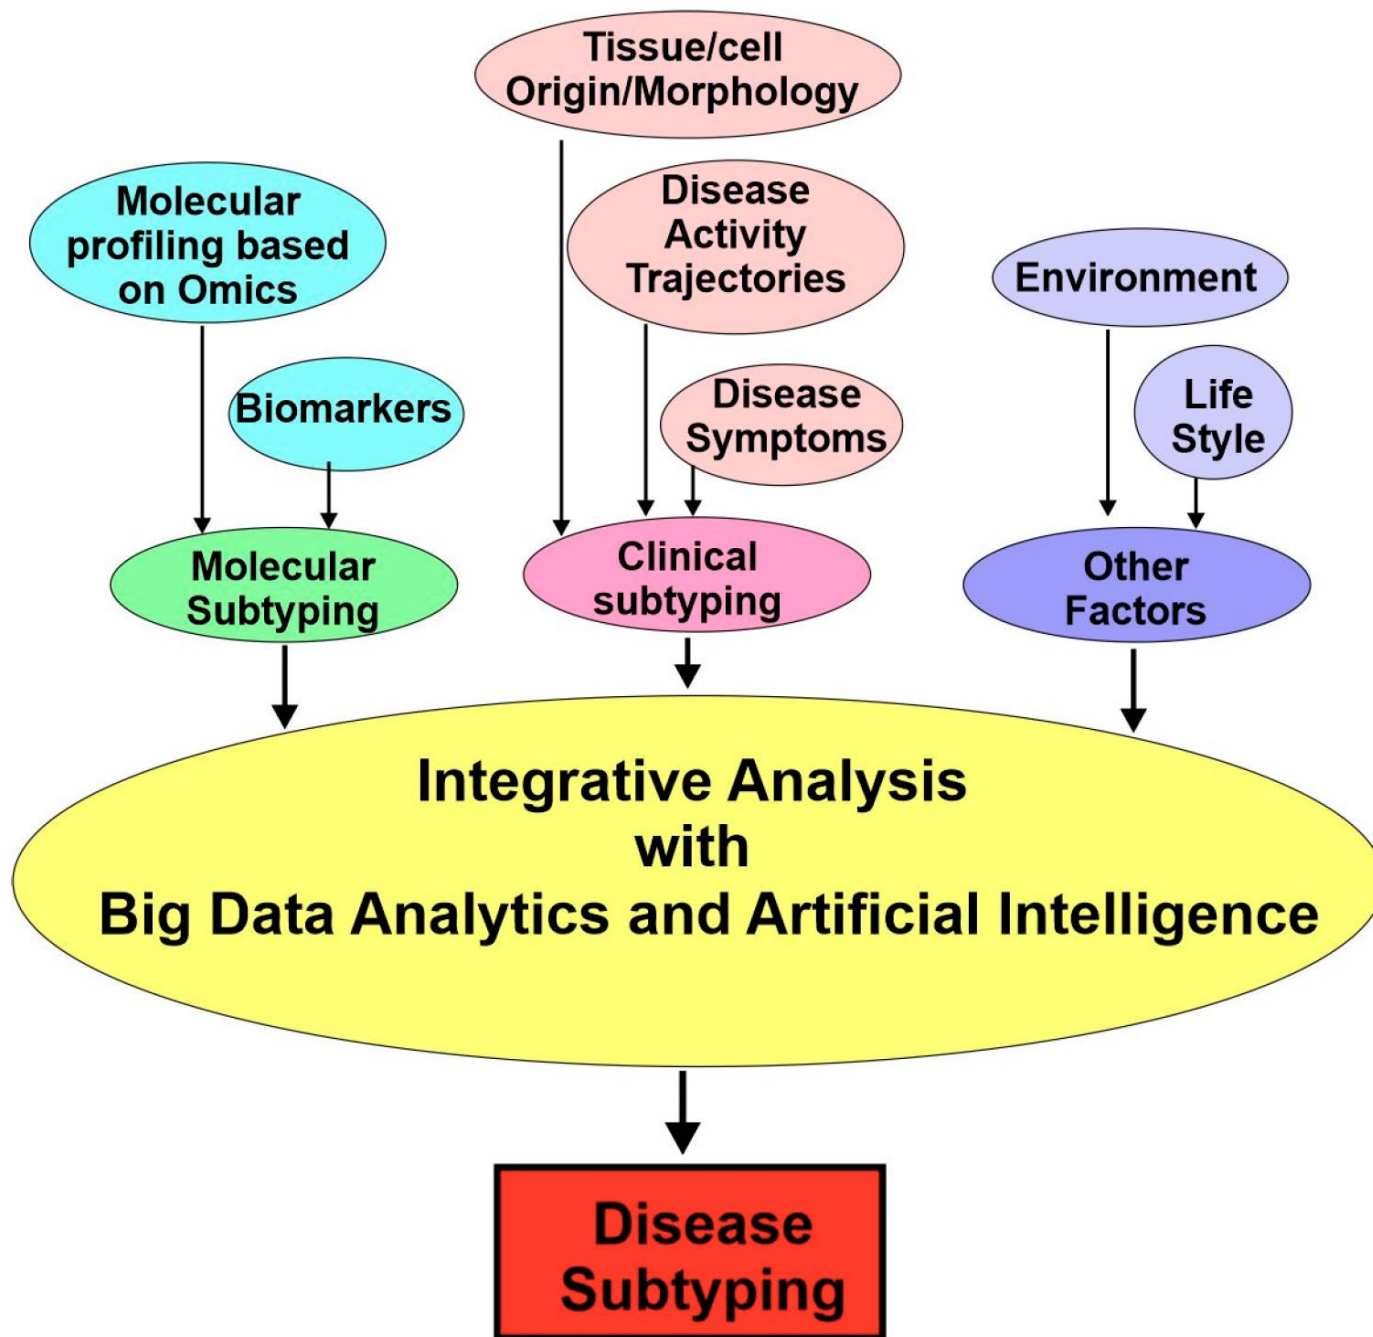 Tissue/cell
Origin/Morphology
Molecular
profiling based
on Omics
Disease
Activity
Trajectories
Environment
Biomarkers
Disease
Symptoms
Life
Style
Molecular
Subtyping
Clinical
subtyping
Other
Factors
Integrative Analysis
with
Big Data Analytics and Artificial Intelligence
Disease
Subtyping